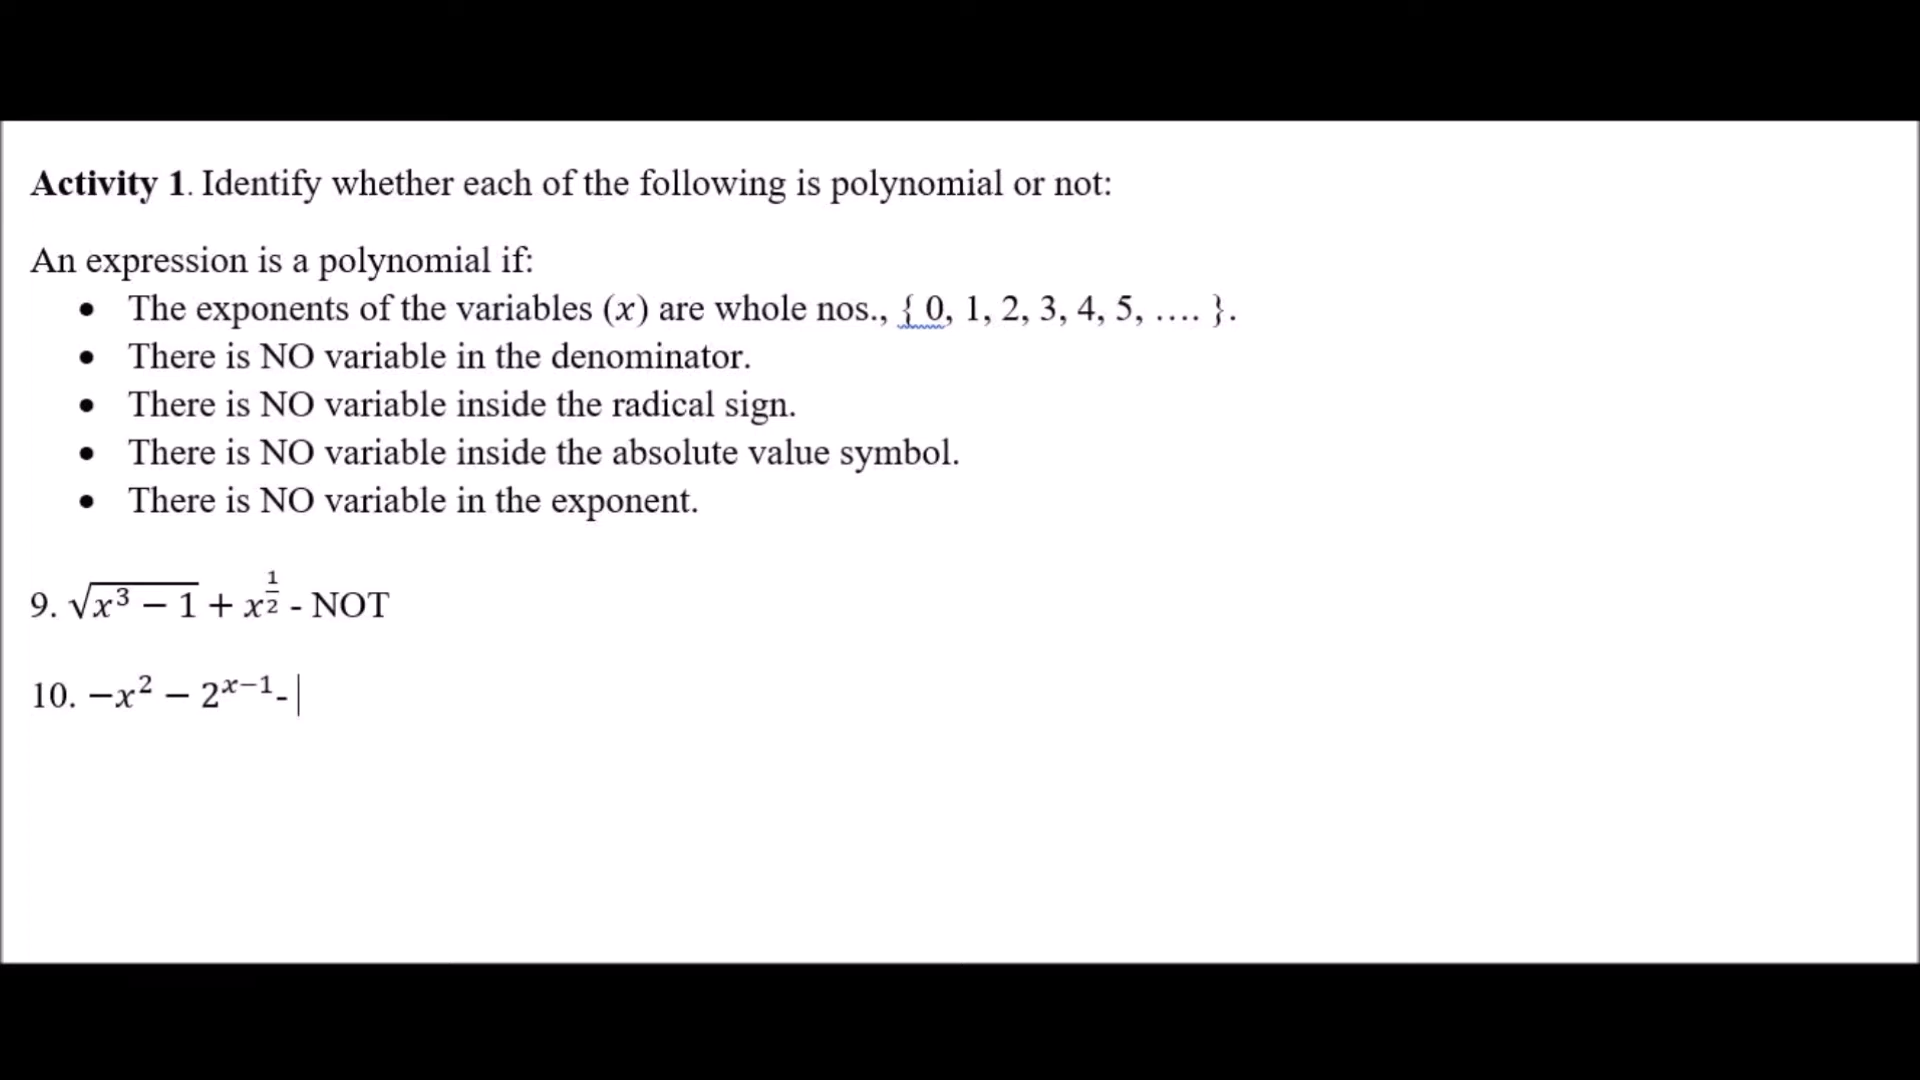 Activity 1. Identify whether each of the following is polynomial or not:
An expression is a polynomial if:
• The exponents of the variables (x) are whole nos., { 0, 1, 2, 3, 4, 5, …. }.
• There is NO variable in the denominator.
• There is NO variable inside the radical sign.
• There is NO variable inside the absolute value symbol.
• There is NO variable in the exponent.
9. √(x³ − 1) + x^(1/2) - NOT
10. −x² − 2^(x−1)-